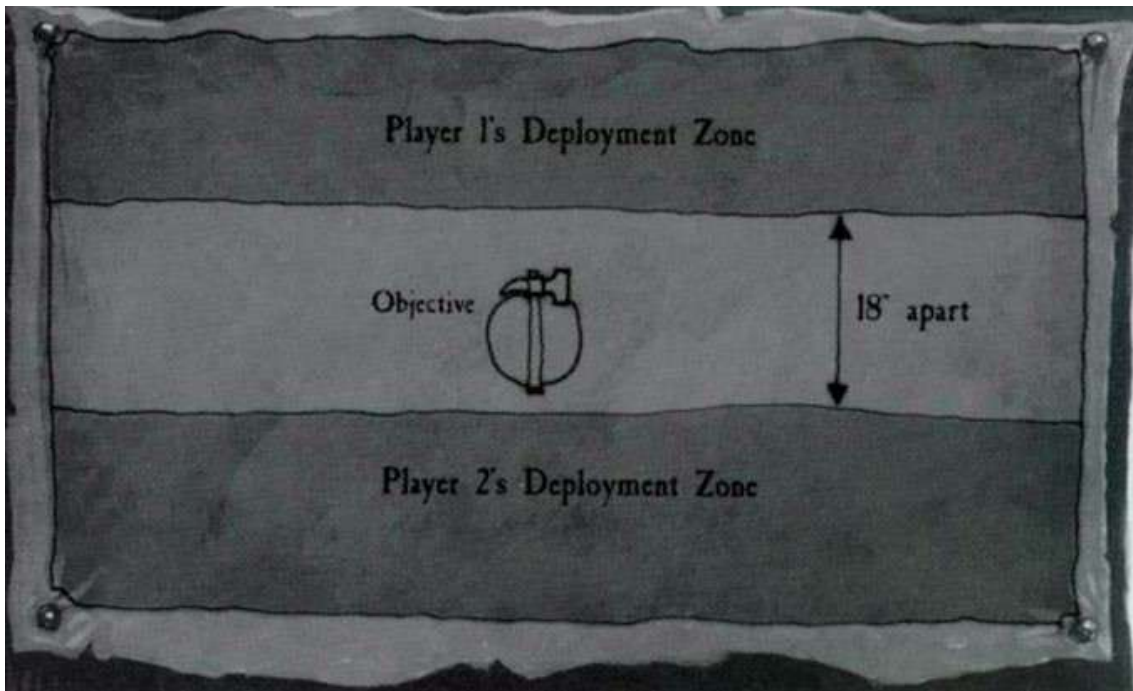 Player 1's Deployment Zone
Objective
18" apart
Player 2's Deployment Zone